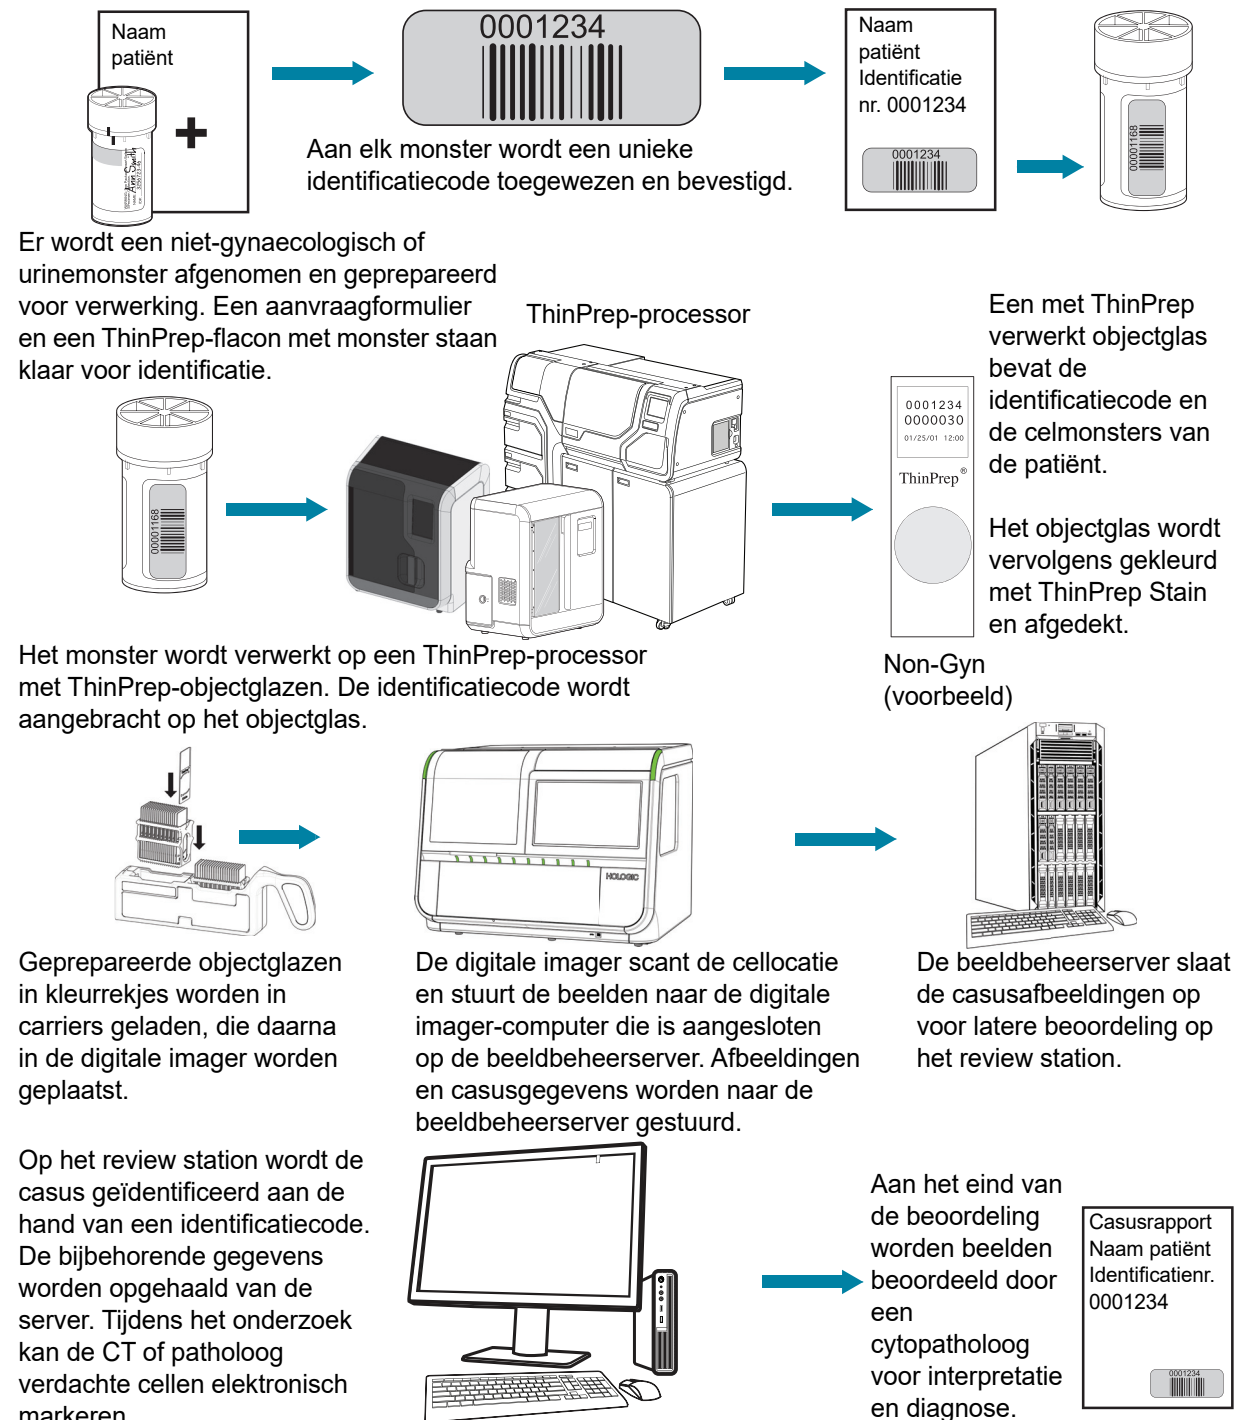 Naam
patiënt
Ann Smith
0001234
Aan elk monster wordt een unieke
identificatiecode toegewezen en bevestigd.
Naam
patiënt
Identificatie
nr. 0001234
0001234
00001168
Er wordt een niet-gynaecologisch of
urinemonster afgenomen en geprepareerd
voor verwerking. Een aanvraagformulier
en een ThinPrep-flacon met monster staan
klaar voor identificatie.
ThinPrep-processor
00001168
0001234
0000030
01/25/01 12:00
ThinPrep®
Een met ThinPrep
verwerkt objectglas
bevat de
identificatiecode en
de celmonsters van
de patiënt.
Het objectglas wordt
vervolgens gekleurd
met ThinPrep Stain
en afgedekt.
Non-Gyn
(voorbeeld)
Het monster wordt verwerkt op een ThinPrep-processor
met ThinPrep-objectglazen. De identificatiecode wordt
aangebracht op het objectglas.
HOLOGIC
Geprepareerde objectglazen
in kleurrekjes worden in
carriers geladen, die daarna
in de digitale imager worden
geplaatst.
De digitale imager scant de cellocatie
en stuurt de beelden naar de digitale
imager-computer die is aangesloten
op de beeldbeheerserver. Afbeeldingen
en casusgegevens worden naar de
beeldbeheerserver gestuurd.
De beeldbeheerserver slaat
de casusafbeeldingen op
voor latere beoordeling op
het review station.
Op het review station wordt de
casus geïdentificeerd aan de
hand van een identificatiecode.
De bijbehorende gegevens
worden opgehaald van de
server. Tijdens het onderzoek
kan de CT of patholoog
verdachte cellen elektronisch
markeren.
Aan het eind van
de beoordeling
worden beelden
beoordeeld door
een
cytopatholoog
voor interpretatie
en diagnose.
Casusrapport
Naam patiënt
Identificatienr.
0001234
0001234